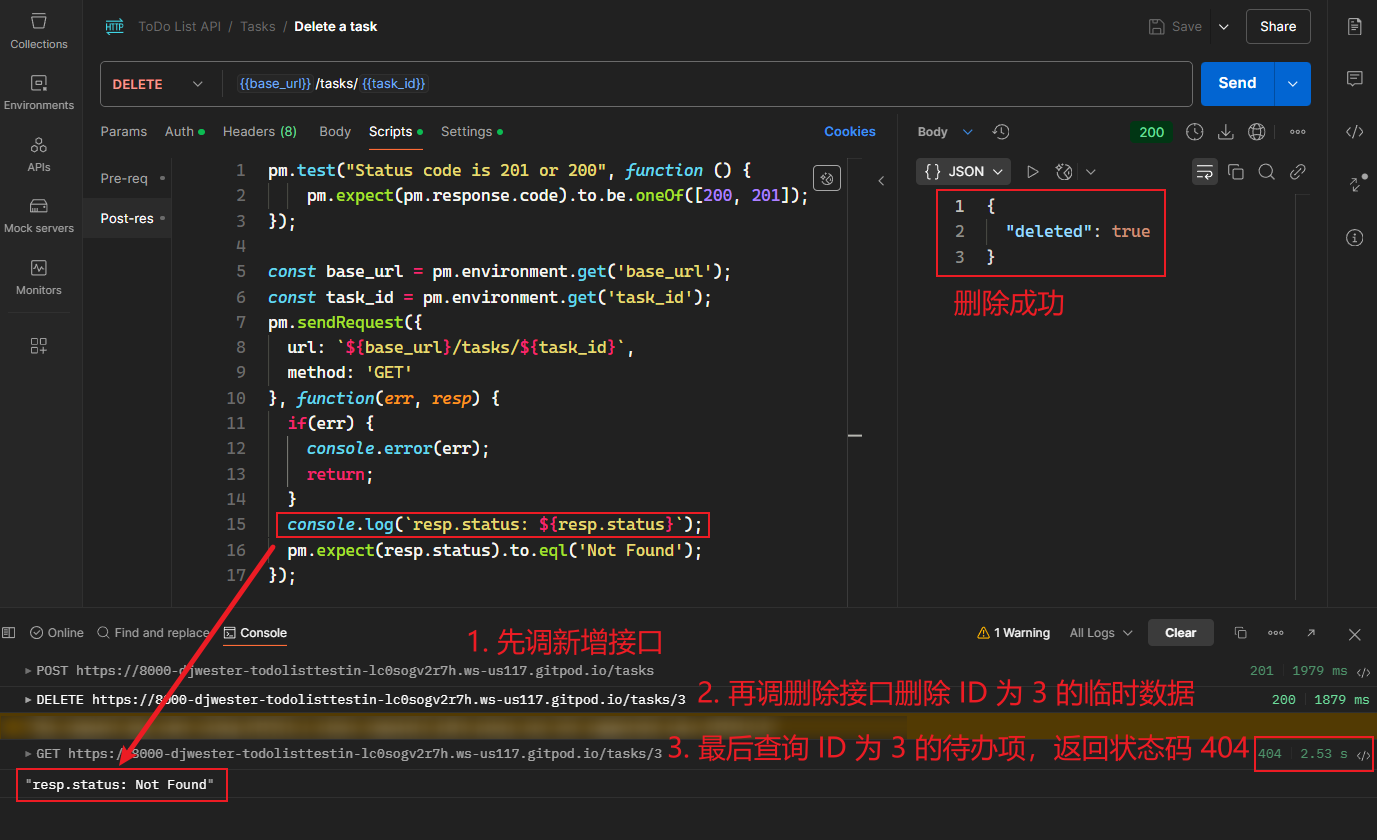 Collections
Environments
APIs
Mock servers
Monitors
HTTP ToDo List API / Tasks / Delete a task
Save
Share
DELETE {{base_url}} /tasks/ {{task_id}}
Send
Params Auth Headers (8) Body Scripts Settings Cookies
Pre-req
Post-res
1 pm.test("Status code is 201 or 200", function () {
2 pm.expect(pm.response.code).to.be.oneOf([200, 201]);
3 });
4
5 const base_url = pm.environment.get('base_url');
6 const task_id = pm.environment.get('task_id');
7 pm.sendRequest({
8 url: `${base_url}/tasks/${task_id}`,
9 method: 'GET'
10 }, function(err, resp) {
11 if(err) {
12 console.error(err);
13 return;
14 }
15 console.log(`resp.status: ${resp.status}`);
16 pm.expect(resp.status).to.eql('Not Found');
17 });
Body 200
{} JSON
1 {
2 "deleted": true
3 }
删除成功
Online Find and replace Console
1 Warning All Logs Clear
1. 先调新增接口
POST https://8000-djwester-todolisttestin-lc0sogv2r7h.ws-us117.gitpod.io/tasks 201 1979 ms
DELETE https://8000-djwester-todolisttestin-lc0sogv2r7h.ws-us117.gitpod.io/tasks/3 200 1879 ms
2. 再调删除接口删除 ID 为 3 的临时数据
GET https://8000-djwester-todolisttestin-lc0sogv2r7h.ws-us117.gitpod.io/tasks/3 404 2.53 s
3. 最后查询 ID 为 3 的待办项，返回状态码 404
"resp.status: Not Found"